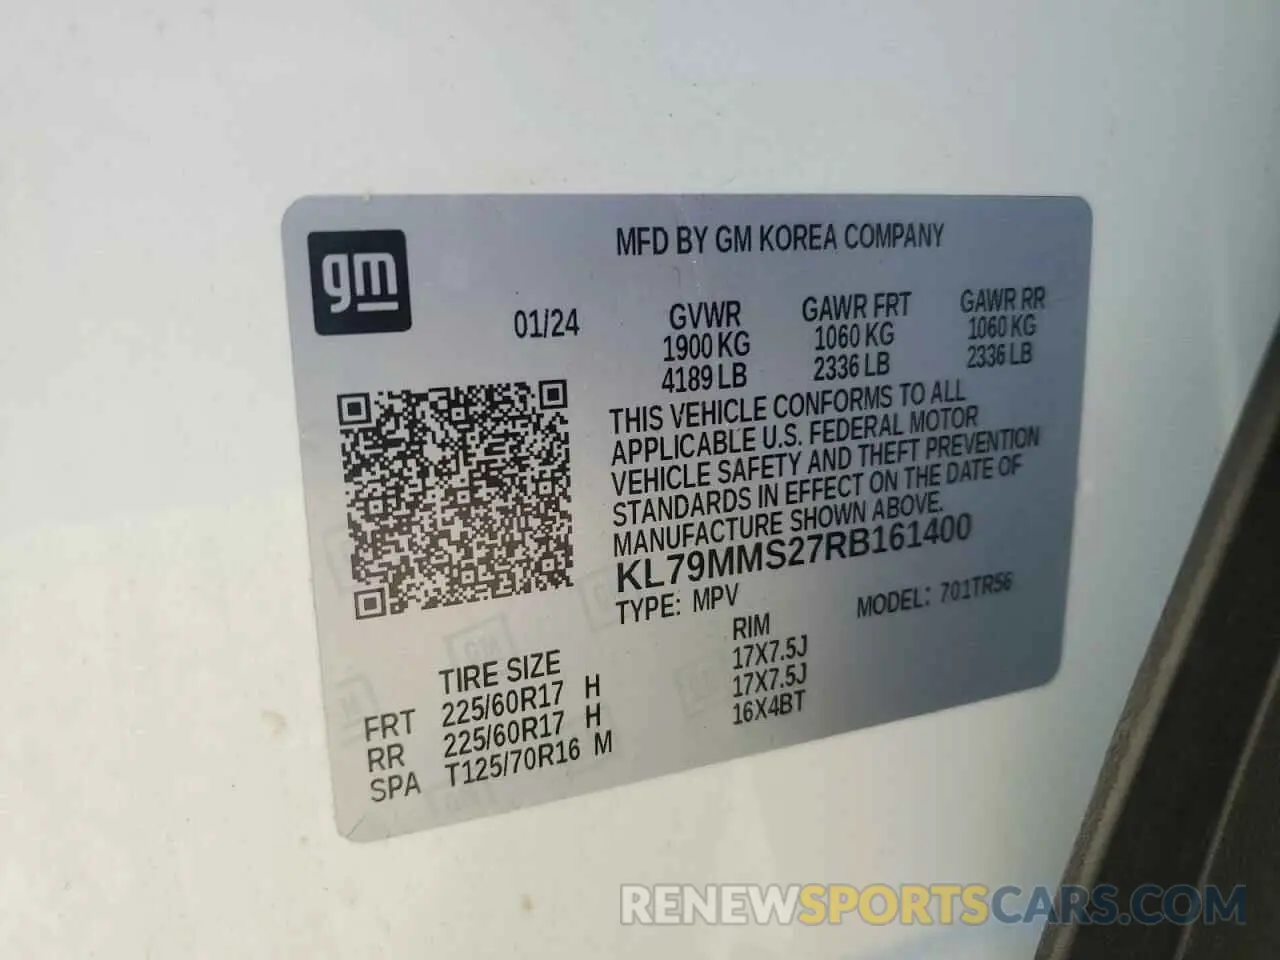 gm
MFD BY GM KOREA COMPANY
01/24
GVWR GAWR FRT GAWR RR
1900 KG 1060 KG 1060 KG
4189 LB 2336 LB 2336 LB
THIS VEHICLE CONFORMS TO ALL
APPLICABLE U.S. FEDERAL MOTOR
VEHICLE SAFETY AND THEFT PREVENTION
STANDARDS IN EFFECT ON THE DATE OF
MANUFACTURE SHOWN ABOVE.
KL79MMS27RB161400
TYPE: MPV MODEL: 701TR56
TIRE SIZE RIM
FRT 225/60R17 H 17X7.5J
RR 225/60R17 H 17X7.5J
SPA T125/70R16 M 16X4BT
RENEWSPORTSCARS.COM